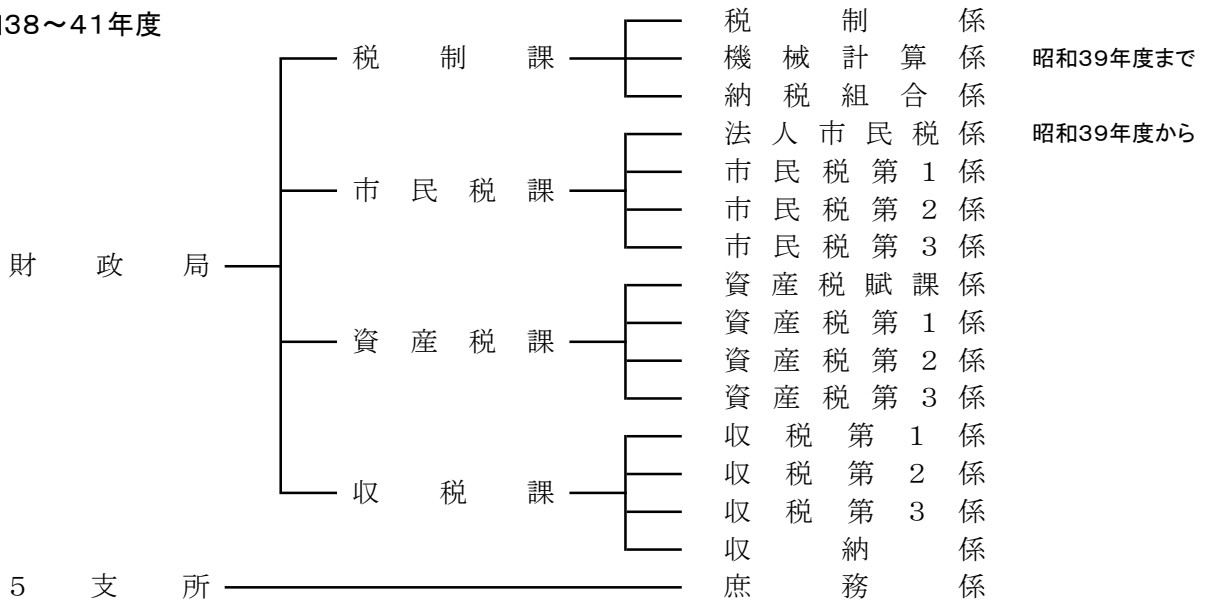 38～41年度
税制係
税制課
機械計算係 昭和39年度まで
納税組合係
法人市民税係 昭和39年度から
市民税第1係
市民税課
市民税第2係
市民税第3係
財政局
資産税賦課係
資産税第1係
資産税課
資産税第2係
資産税第3係
収税第1係
収税第2係
収税課
収税第3係
収納係
5支所 庶務係